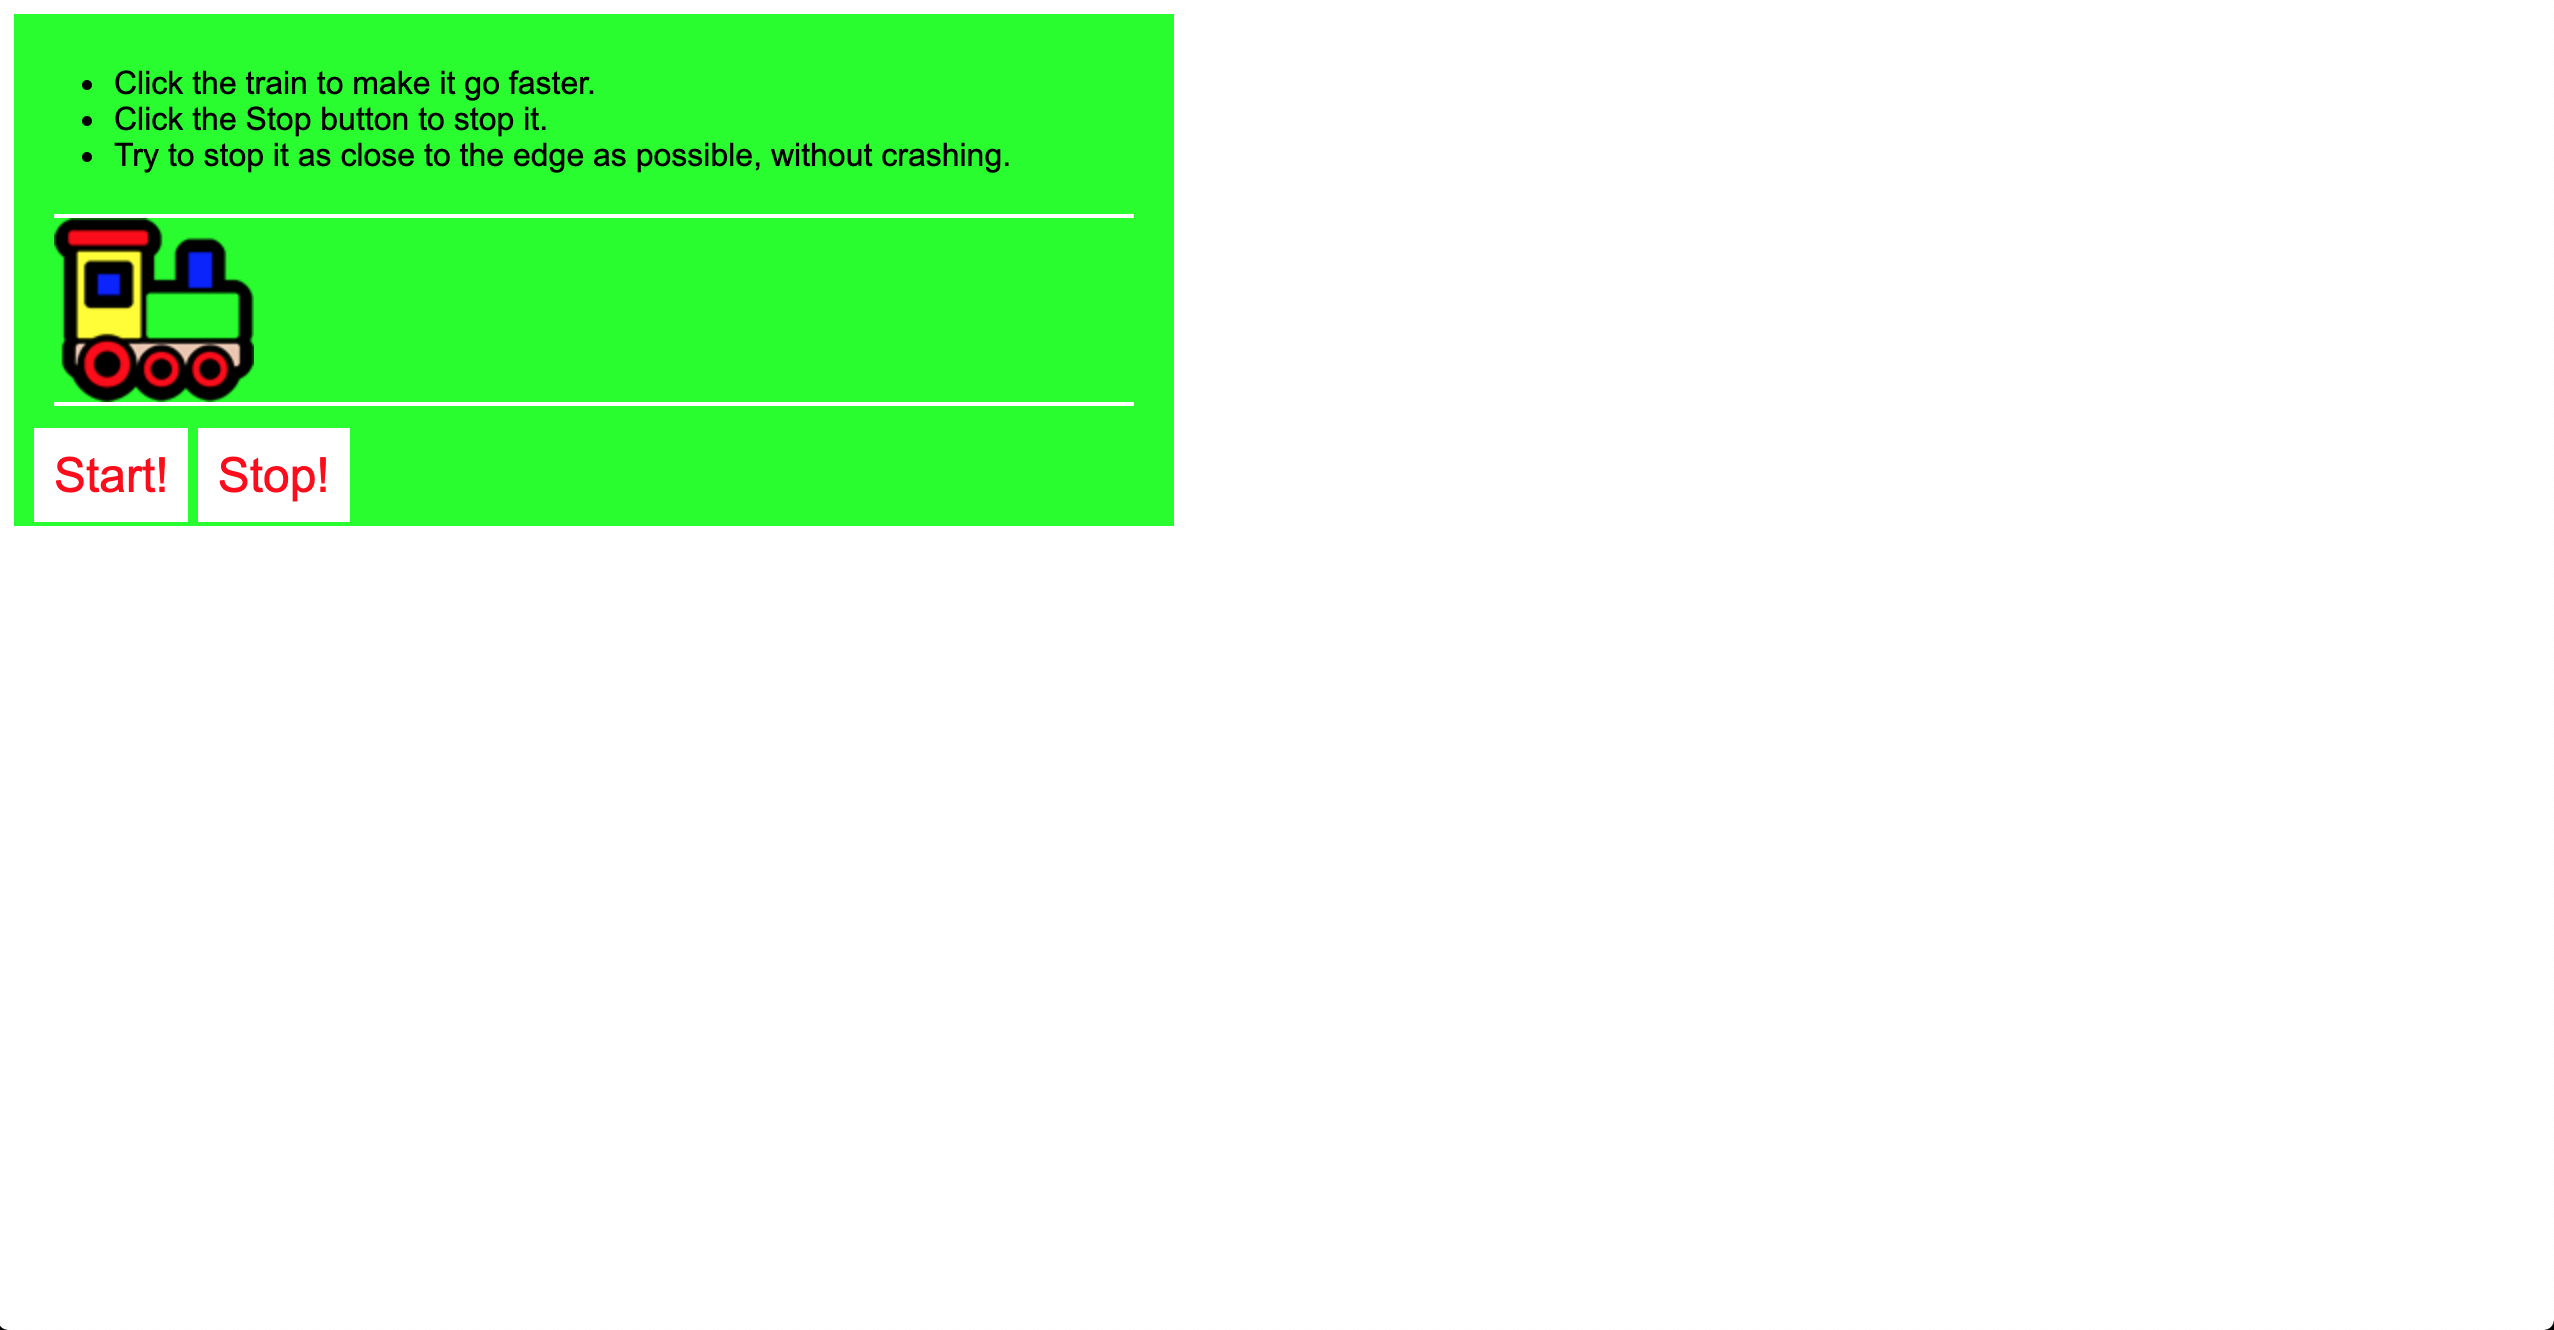 Click the train to make it go faster.
Click the Stop button to stop it.
Try to stop it as close to the edge as possible, without crashing.
Start! Stop!